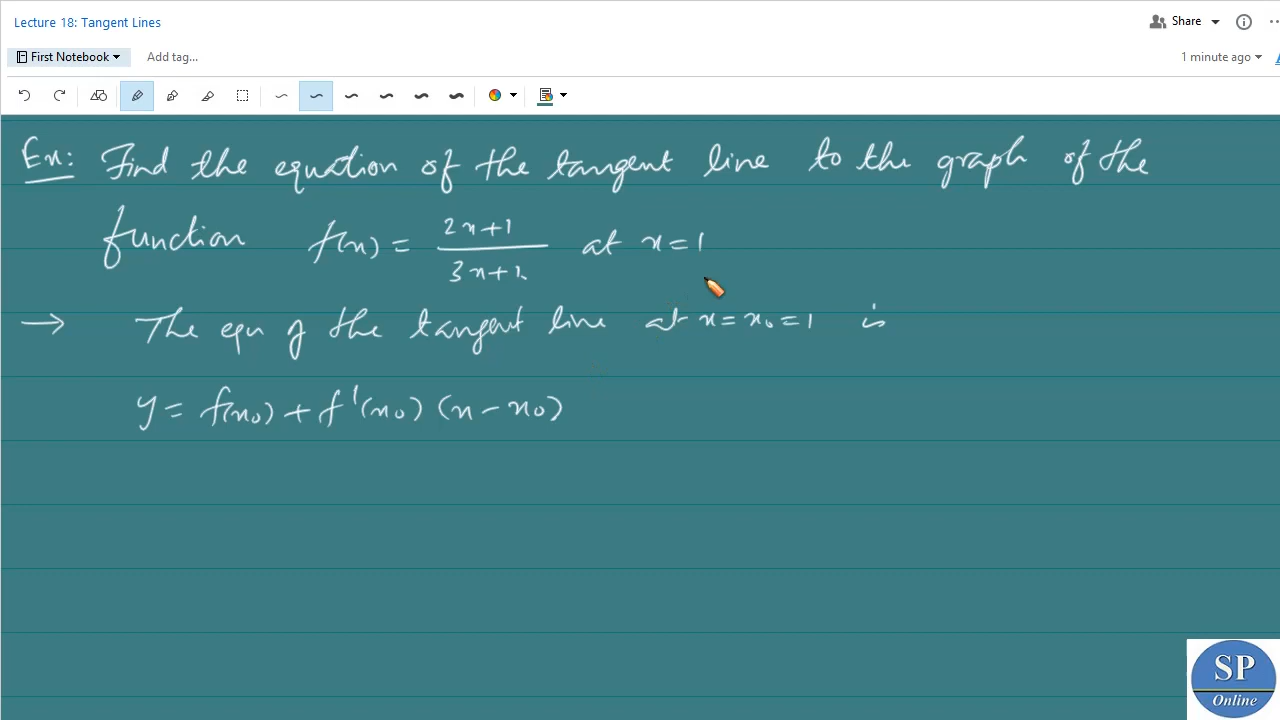 Lecture 18: Tangent Lines
Share
First Notebook Add tag...
1 minute ago
Ex: Find the equation of the tangent line to the graph of the
function f(x) = (2x+1)/(3x+1) at x=1
→ The eqn of the tangent line at x = x₀ = 1 is
y = f(x₀) + f'(x₀) (x − x₀)
SP
Online